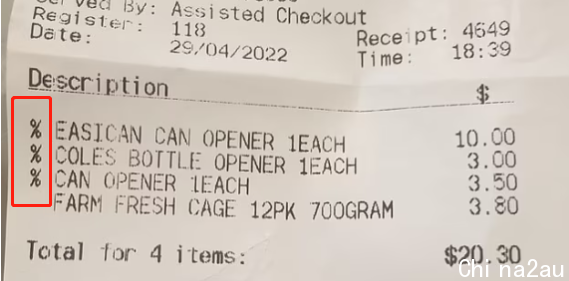 Served By: Assisted Checkout
Register: 118 Receipt: 4649
Date: 29/04/2022 Time: 18:39
Description $
% EASICAN CAN OPENER 1EACH 10.00
% COLES BOTTLE OPENER 1EACH 3.00
% CAN OPENER 1EACH 3.50
FARM FRESH CAGE 12PK 700GRAM 3.80
Total for 4 items: $20.30
China2au